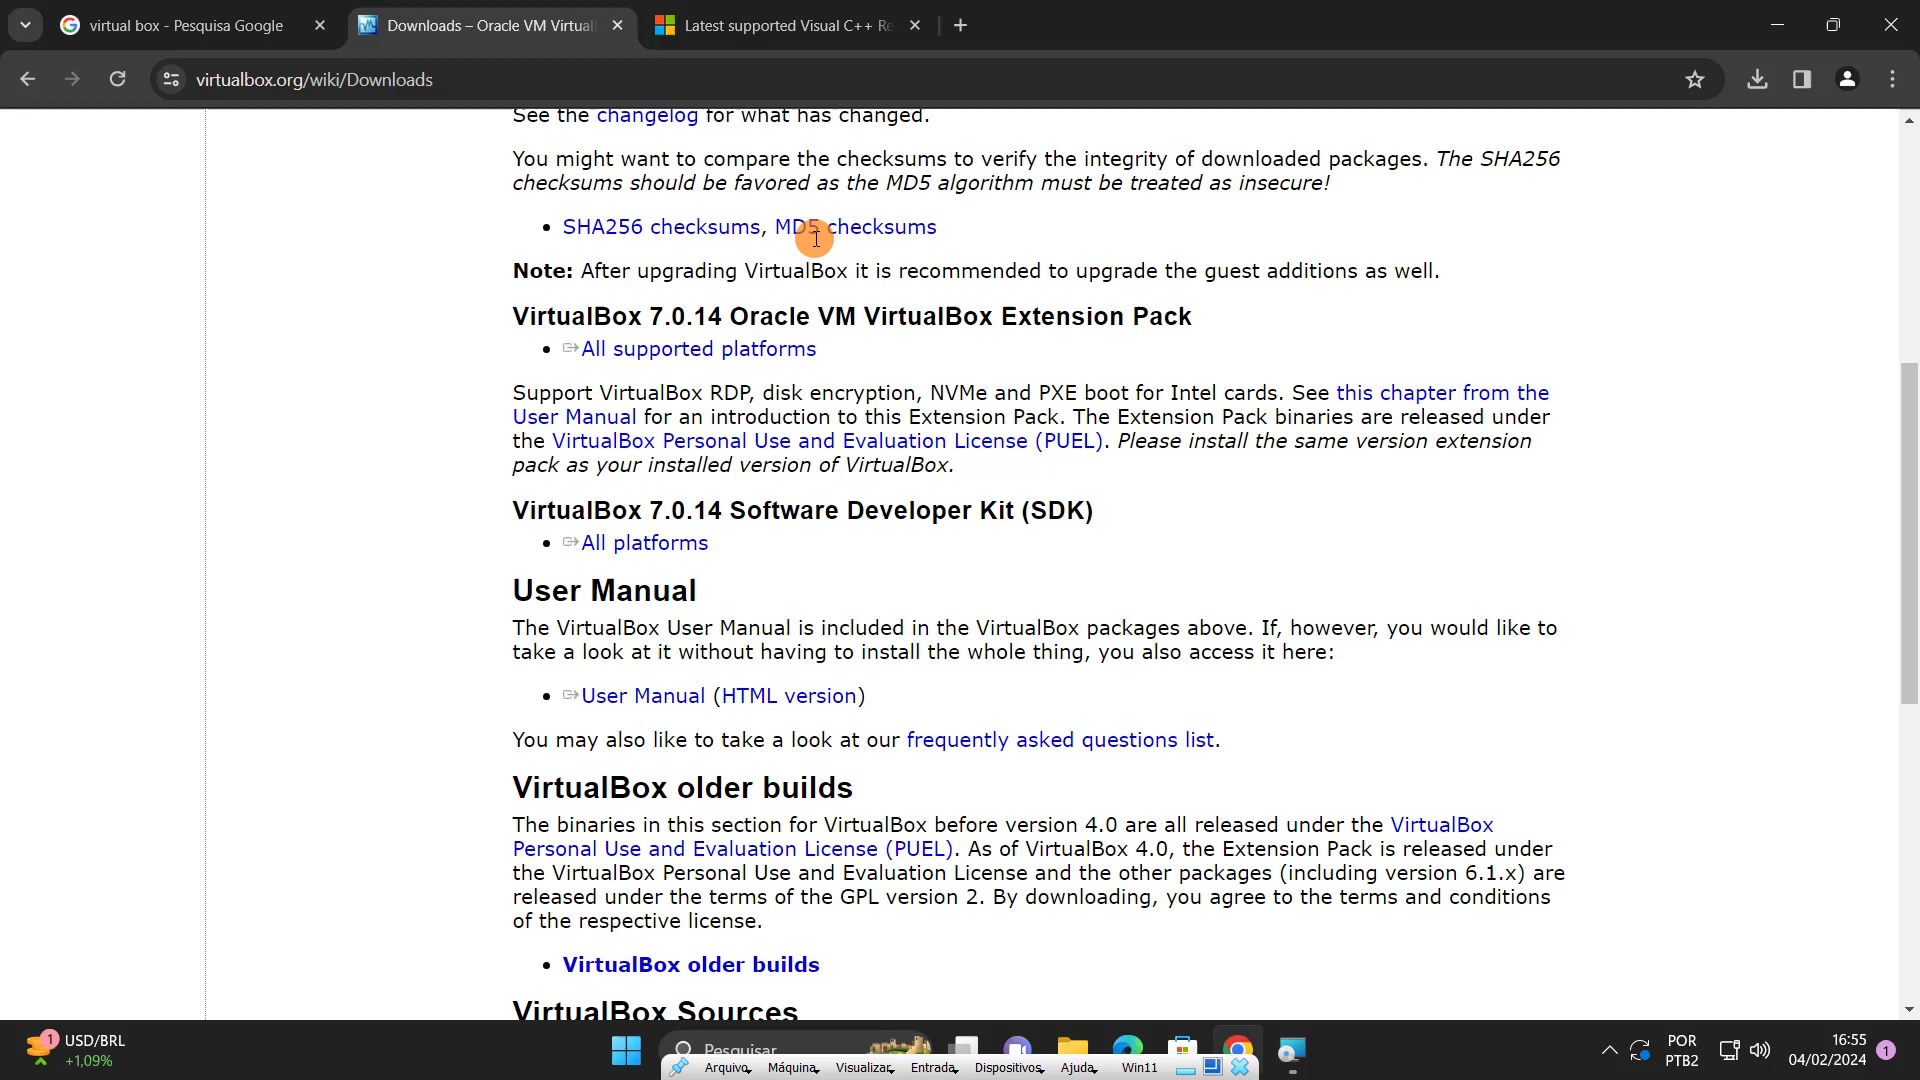 virtual box - Pesquisa Google
Downloads – Oracle VM Virtual
Latest supported Visual C++ Re
virtualbox.org/wiki/Downloads
See the changelog for what has changed.
You might want to compare the checksums to verify the integrity of downloaded packages. The SHA256
checksums should be favored as the MD5 algorithm must be treated as insecure!
SHA256 checksums, MD5 checksums
Note: After upgrading VirtualBox it is recommended to upgrade the guest additions as well.
VirtualBox 7.0.14 Oracle VM VirtualBox Extension Pack
All supported platforms
Support VirtualBox RDP, disk encryption, NVMe and PXE boot for Intel cards. See this chapter from the
User Manual for an introduction to this Extension Pack. The Extension Pack binaries are released under
the VirtualBox Personal Use and Evaluation License (PUEL). Please install the same version extension
pack as your installed version of VirtualBox.
VirtualBox 7.0.14 Software Developer Kit (SDK)
All platforms
User Manual
The VirtualBox User Manual is included in the VirtualBox packages above. If, however, you would like to
take a look at it without having to install the whole thing, you also access it here:
User Manual (HTML version)
You may also like to take a look at our frequently asked questions list.
VirtualBox older builds
The binaries in this section for VirtualBox before version 4.0 are all released under the VirtualBox
Personal Use and Evaluation License (PUEL). As of VirtualBox 4.0, the Extension Pack is released under
the VirtualBox Personal Use and Evaluation License and the other packages (including version 6.1.x) are
released under the terms of the GPL version 2. By downloading, you agree to the terms and conditions
of the respective license.
VirtualBox older builds
VirtualBox Sources
1
USD/BRL
+1,09%
Pesquisar
POR
PTB2
16:55
04/02/2024
1
Arquivo
Máquina
Visualizar
Entrada
Dispositivos
Ajuda
Win11